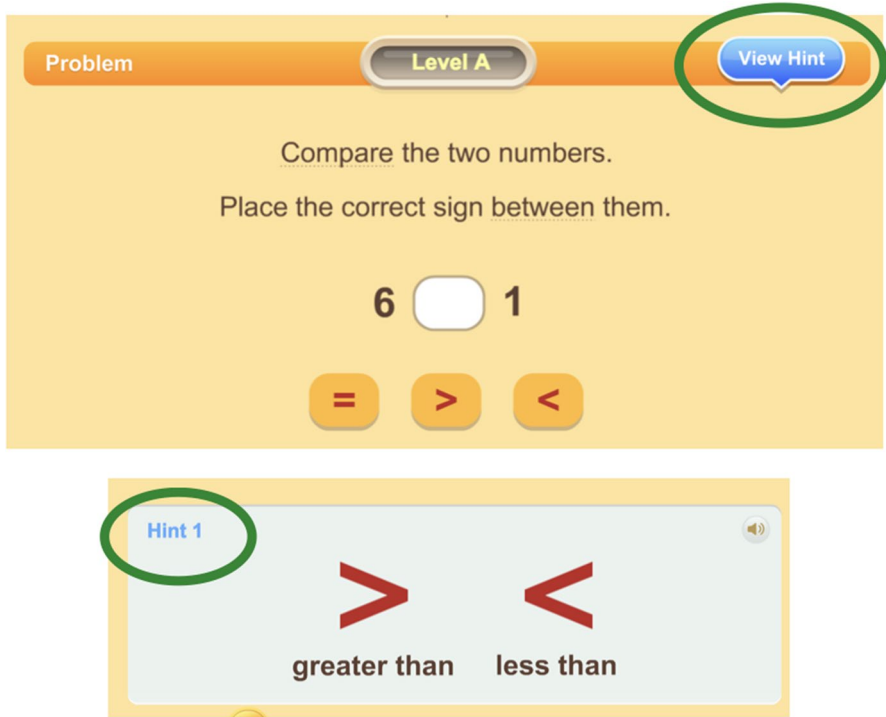 Problem
Level A
View Hint
Compare the two numbers.
Place the correct sign between them.
6 1
= > <
Hint 1
> <
greater than less than